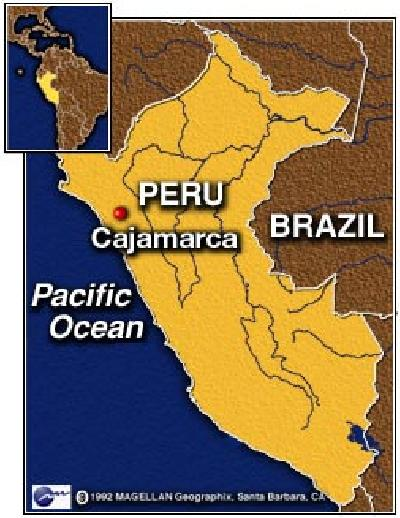 PERU
BRAZIL
Cajamarca
Pacific
Ocean
1992 MAGELLAN Geographix, Santa Barbara, CA